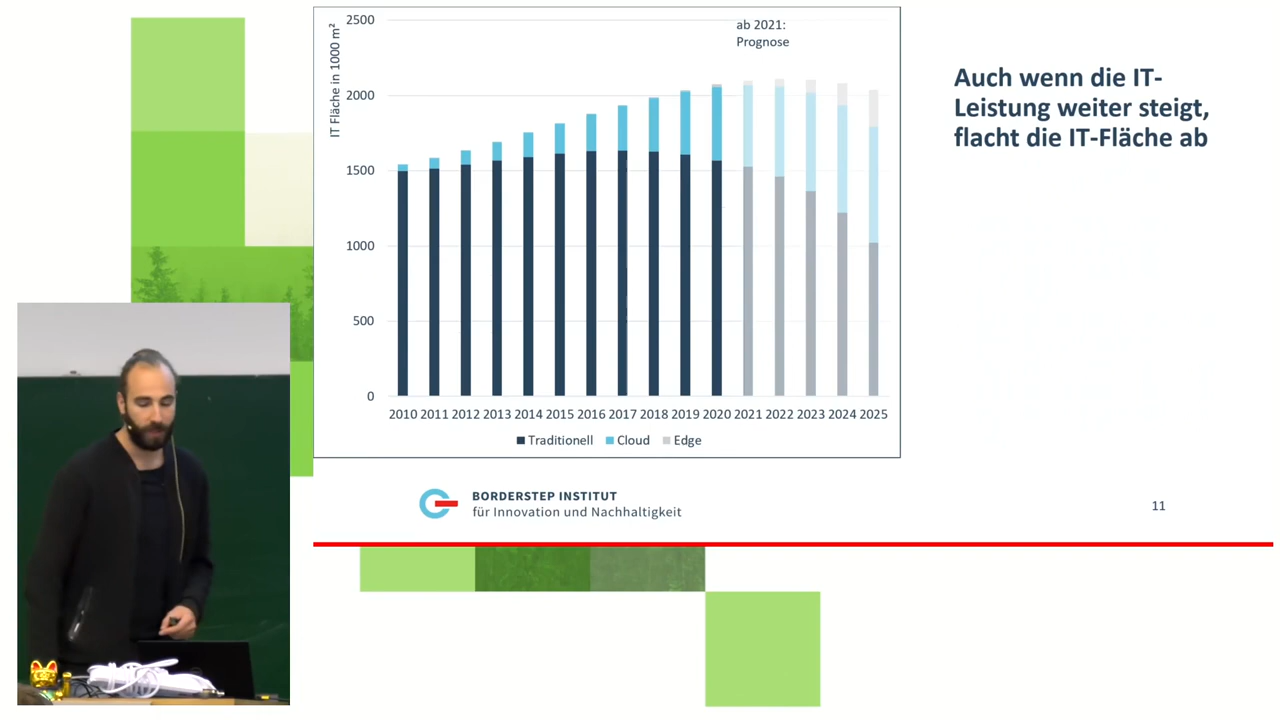 IT Fläche in 1000 m²
2500
2000
1500
1000
500
0
ab 2021:
Prognose
2010 2011 2012 2013 2014 2015 2016 2017 2018 2019 2020 2021 2022 2023 2024 2025
Traditionell Cloud Edge
Auch wenn die IT-
Leistung weiter steigt,
flacht die IT-Fläche ab
BORDERSTEP INSTITUT
für Innovation und Nachhaltigkeit
11